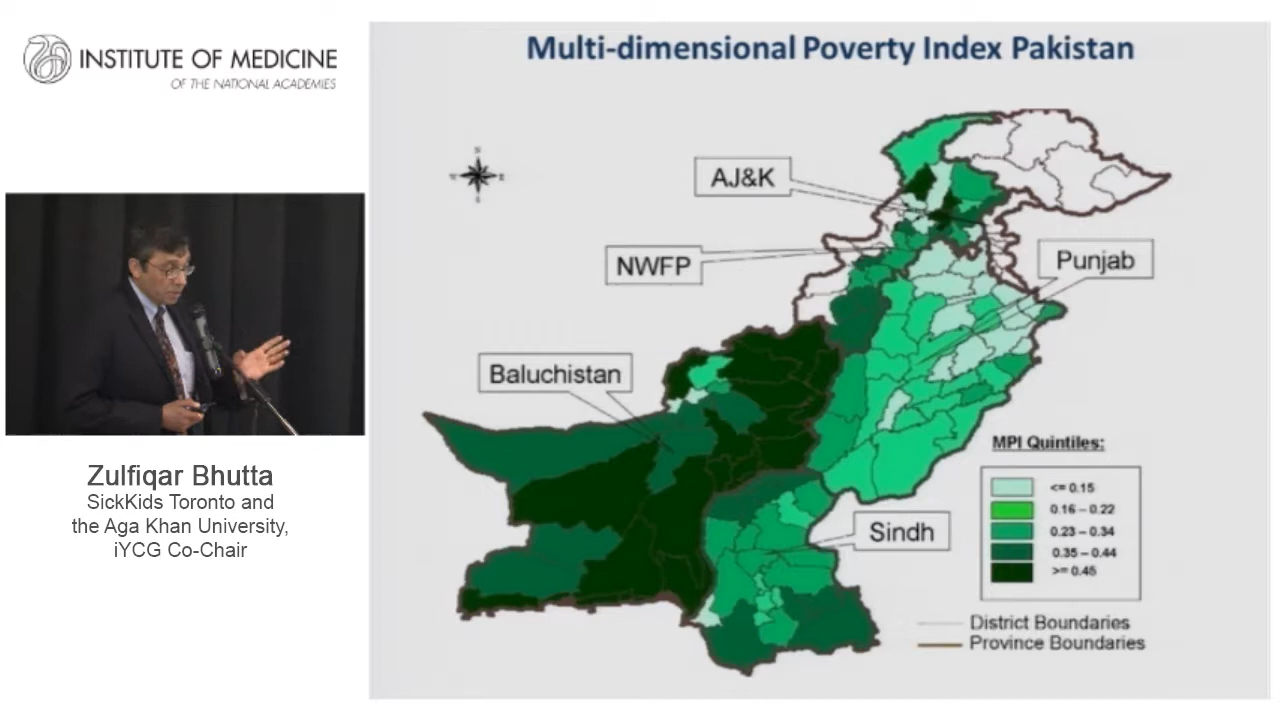 INSTITUTE OF MEDICINE
OF THE NATIONAL ACADEMIES
Multi-dimensional Poverty Index Pakistan
N
S
AJ&K
NWFP
Punjab
Baluchistan
Sindh
MPI Quintiles:
<= 0.15
0.16 – 0.22
0.23 – 0.34
0.35 – 0.44
>= 0.45
District Boundaries
Province Boundaries
Zulfiqar Bhutta
SickKids Toronto and
the Aga Khan University,
iYCG Co-Chair